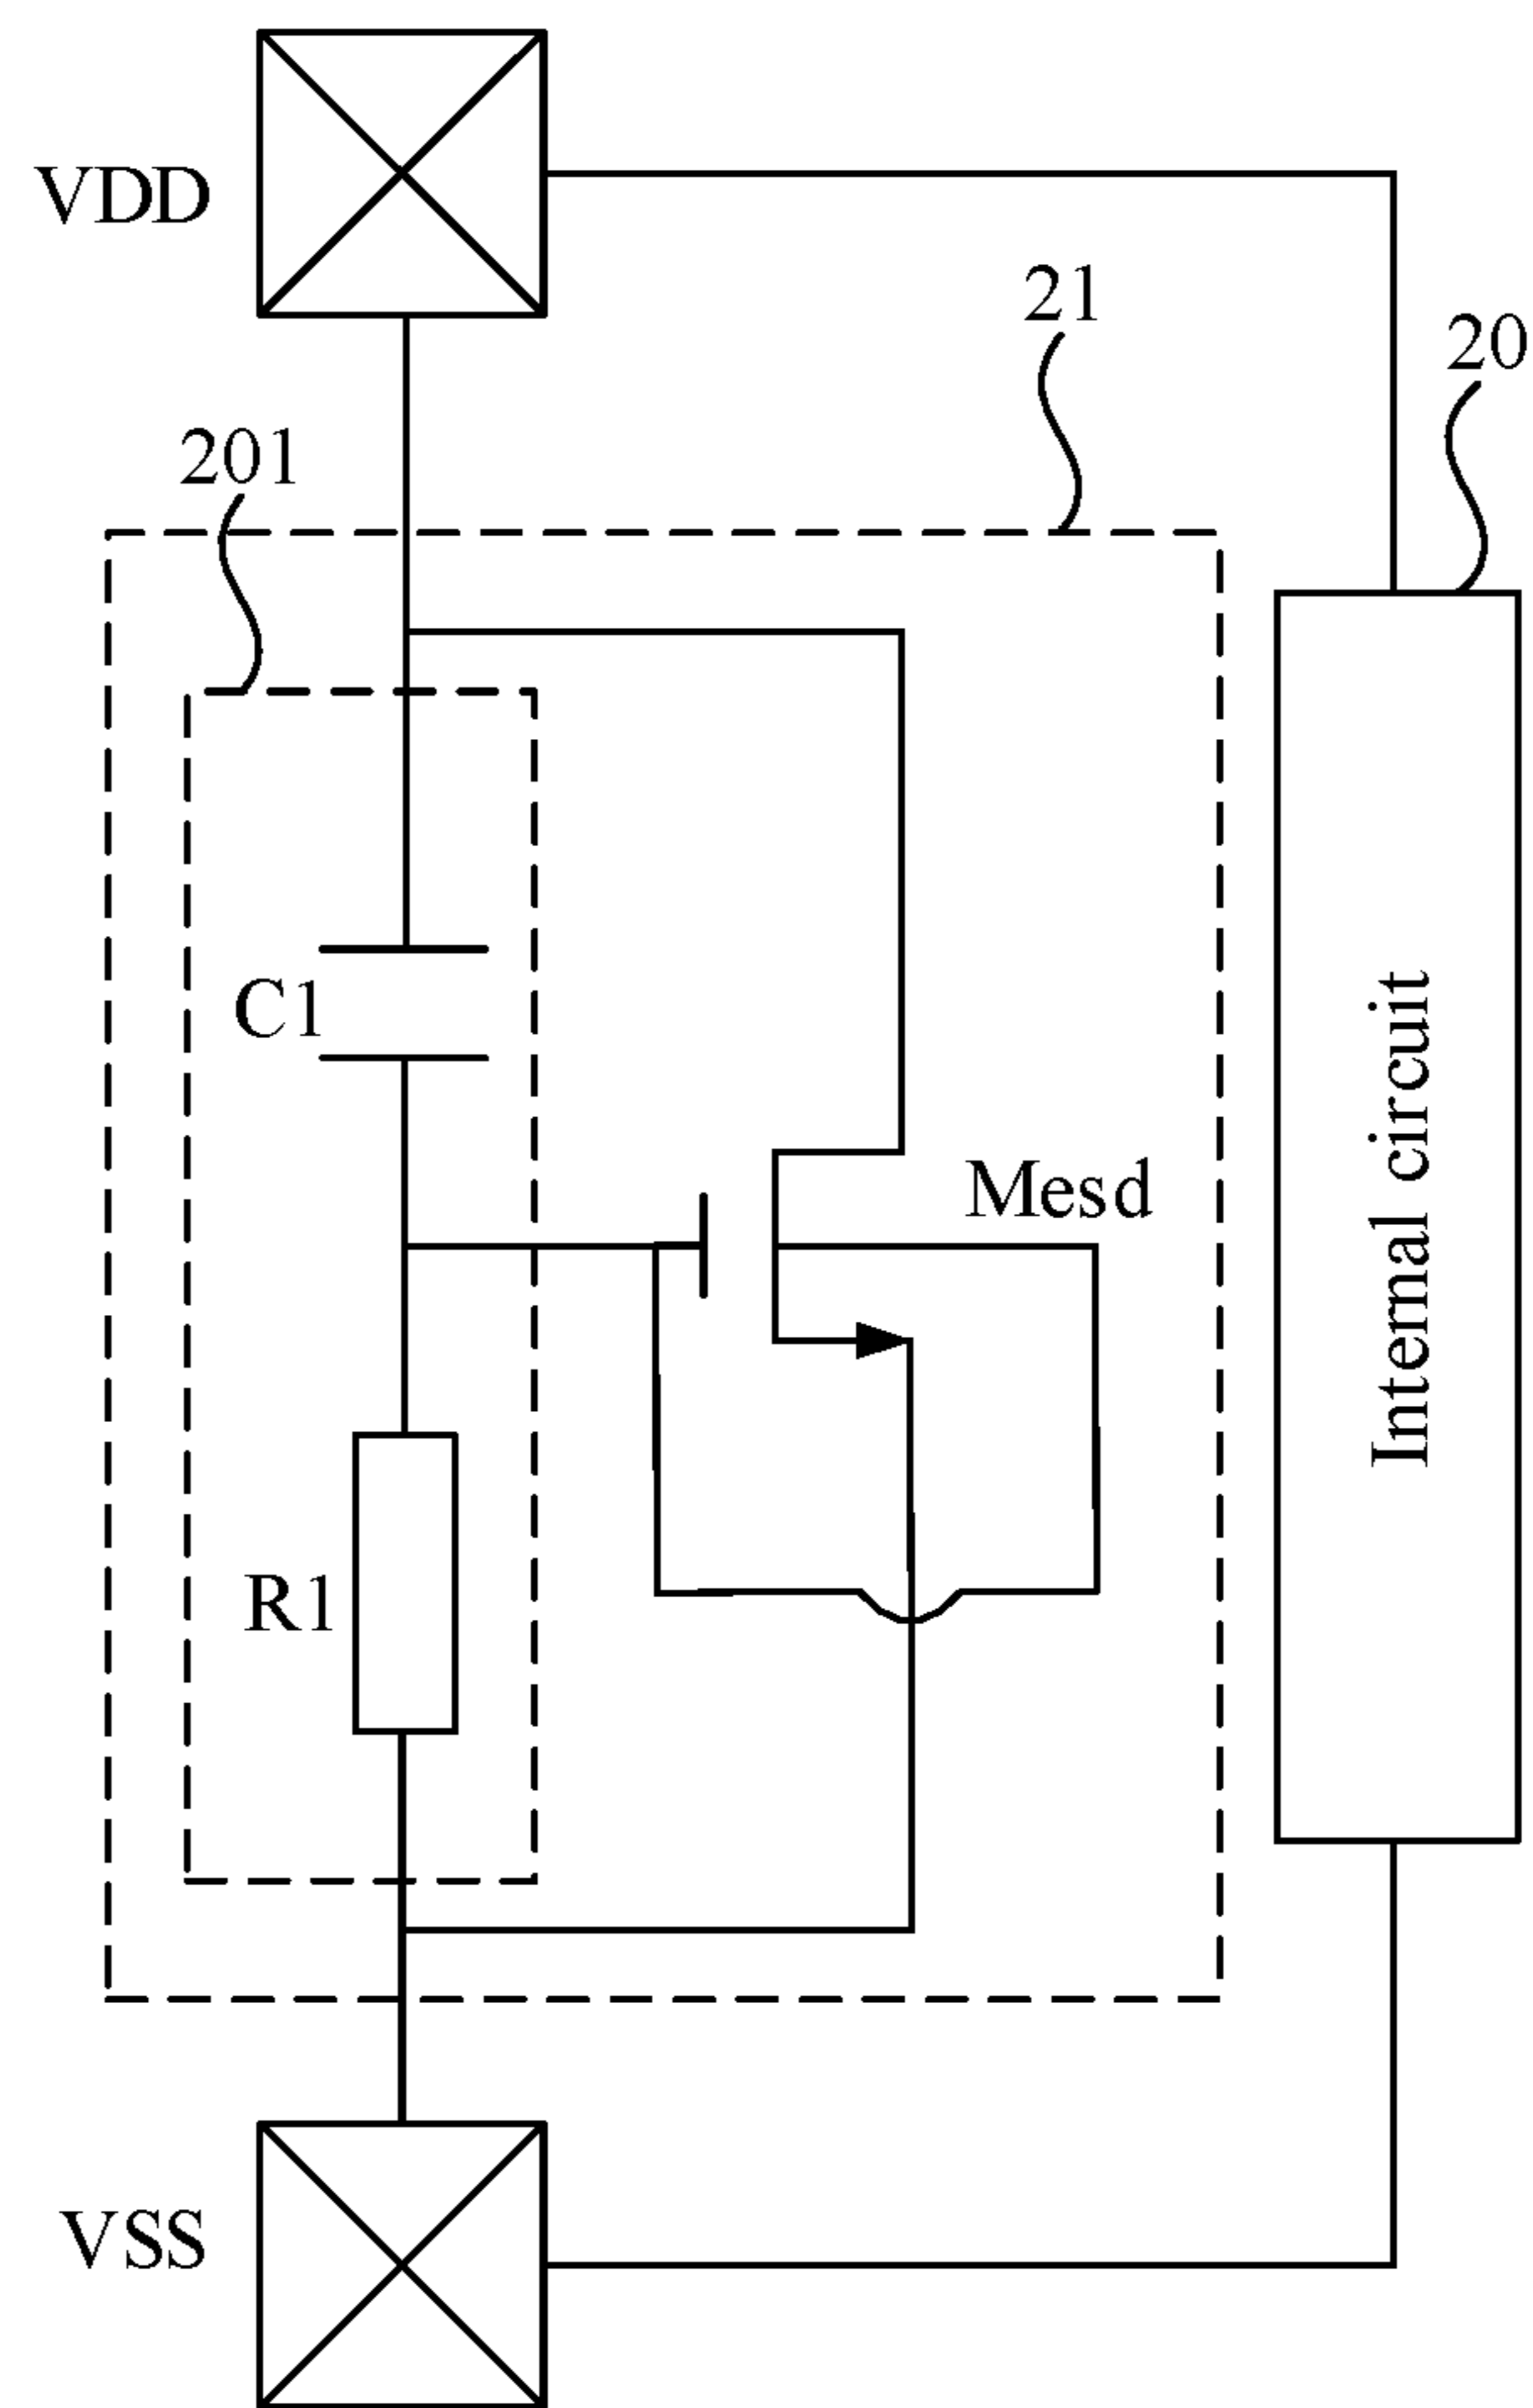 VDD
21
20
201
C1
Mesd
Internal circuit
R1
VSS